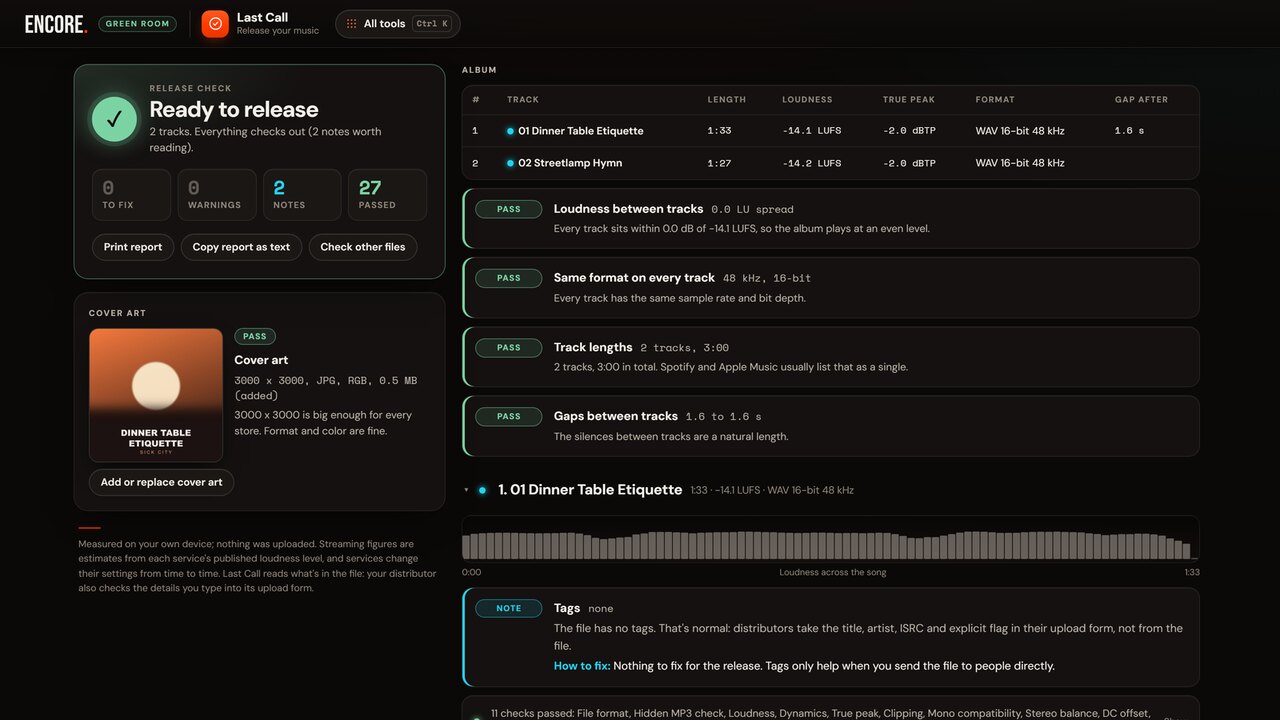 ENCORE. GREEN ROOM Last Call Release your music All tools Ctrl K
RELEASE CHECK
Ready to release
2 tracks. Everything checks out (2 notes worth
reading).
0 TO FIX
0 WARNINGS
2 NOTES
27 PASSED
Print report Copy report as text Check other files
COVER ART
DINNER TABLE
ETIQUETTE
SICK CITY
PASS
Cover art
3000 x 3000, JPG, RGB, 0.5 MB
(added)
3000 x 3000 is big enough for every
store. Format and color are fine.
Add or replace cover art
Measured on your own device; nothing was uploaded. Streaming figures are
estimates from each service's published loudness level, and services change
their settings from time to time. Last Call reads what's in the file: your distributor
also checks the details you type into its upload form.
ALBUM
# TRACK LENGTH LOUDNESS TRUE PEAK FORMAT GAP AFTER
1 01 Dinner Table Etiquette 1:33 -14.1 LUFS -2.0 dBTP WAV 16-bit 48 kHz 1.6 s
2 02 Streetlamp Hymn 1:27 -14.2 LUFS -2.0 dBTP WAV 16-bit 48 kHz
PASS Loudness between tracks 0.0 LU spread
Every track sits within 0.0 dB of -14.1 LUFS, so the album plays at an even level.
PASS Same format on every track 48 kHz, 16-bit
Every track has the same sample rate and bit depth.
PASS Track lengths 2 tracks, 3:00
2 tracks, 3:00 in total. Spotify and Apple Music usually list that as a single.
PASS Gaps between tracks 1.6 to 1.6 s
The silences between tracks are a natural length.
1. 01 Dinner Table Etiquette 1:33 · -14.1 LUFS · WAV 16-bit 48 kHz
0:00 Loudness across the song 1:33
NOTE Tags none
The file has no tags. That's normal: distributors take the title, artist, ISRC and explicit flag in their upload form, not from the
file.
How to fix: Nothing to fix for the release. Tags only help when you send the file to people directly.
11 checks passed: File format, Hidden MP3 check, Loudness, Dynamics, True peak, Clipping, Mono compatibility, Stereo balance, DC offset,